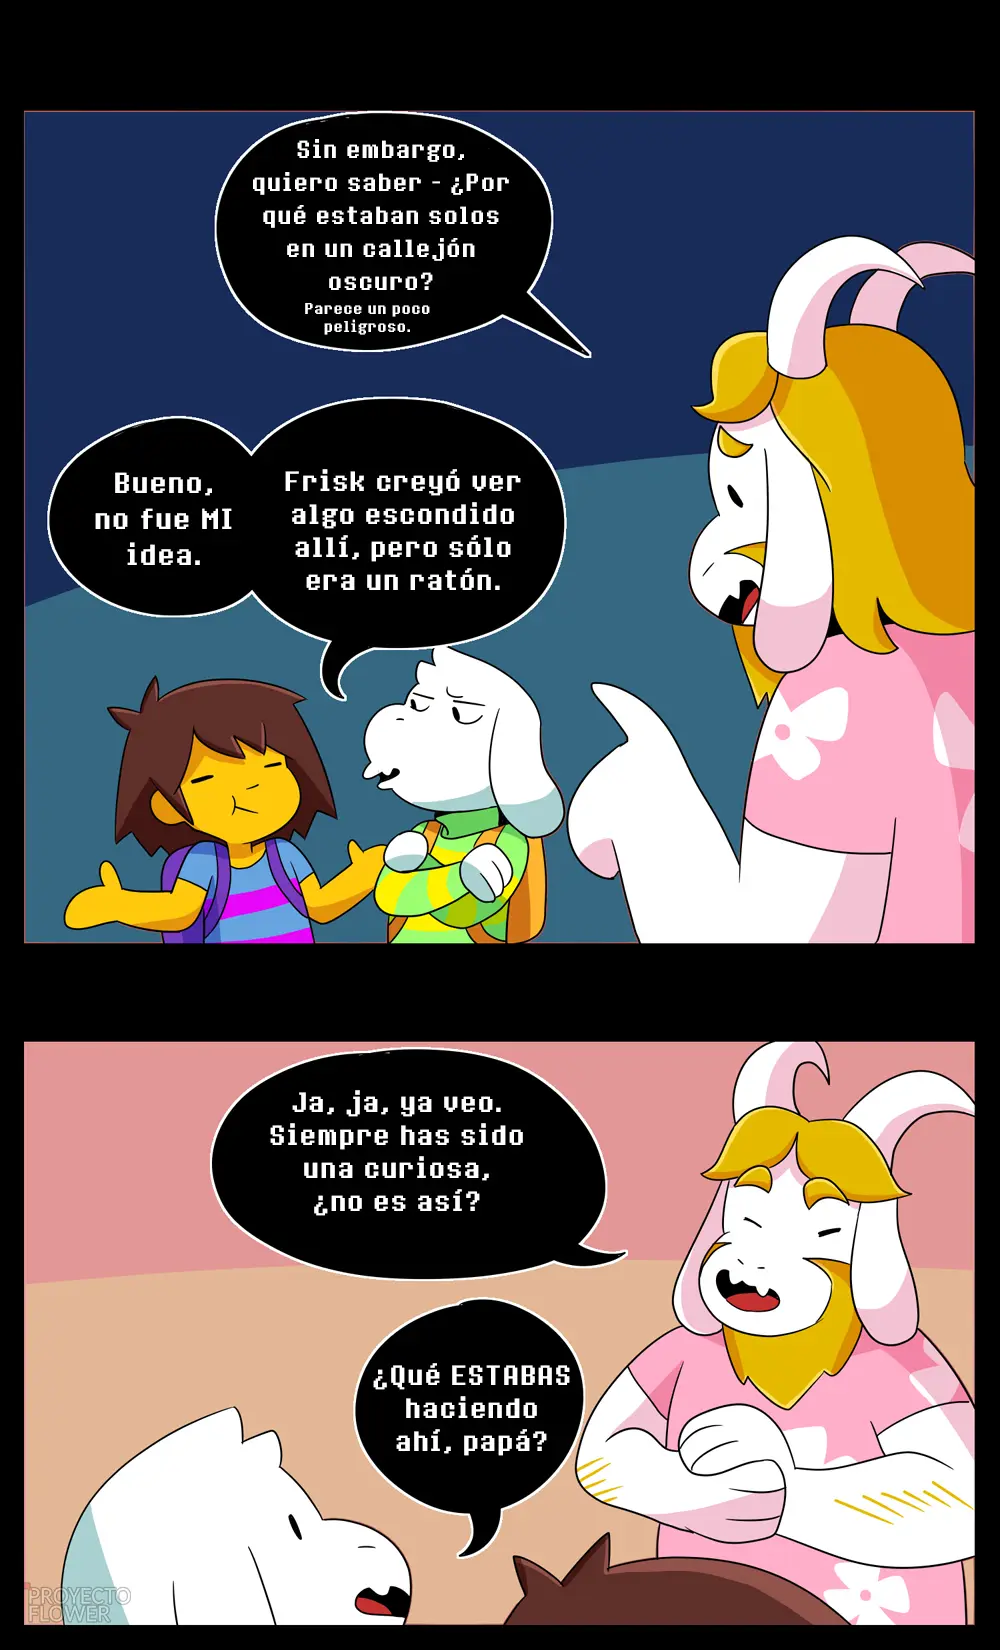 Sin embargo,
quiero saber - ¿Por
qué estaban solos
en un callejón
oscuro?
Parece un poco
peligroso.
Bueno,
no fue MI
idea.
Frisk creyó ver
algo escondido
allí, pero sólo
era un ratón.
Ja, ja, ya veo.
Siempre has sido
una curiosa,
¿no es así?
¿Qué ESTABAS
haciendo
ahí, papá?
PROYECTO
FLOWER